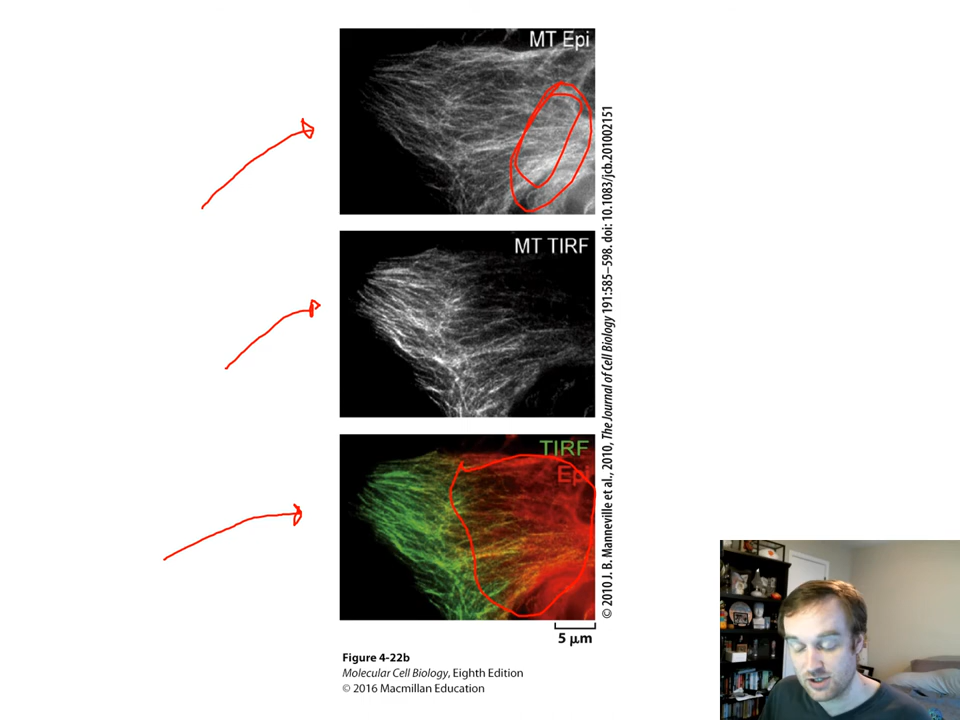 MT Epi
MT TIRF
TIRF
Epi
5 μm
© 2010 J. B. Manneville et al., 2010, The Journal of Cell Biology 191:585–598. doi: 10.1083/jcb.201002151
Figure 4-22b
Molecular Cell Biology, Eighth Edition
© 2016 Macmillan Education